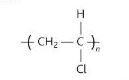 H
( CH₂ — C )n
Cl